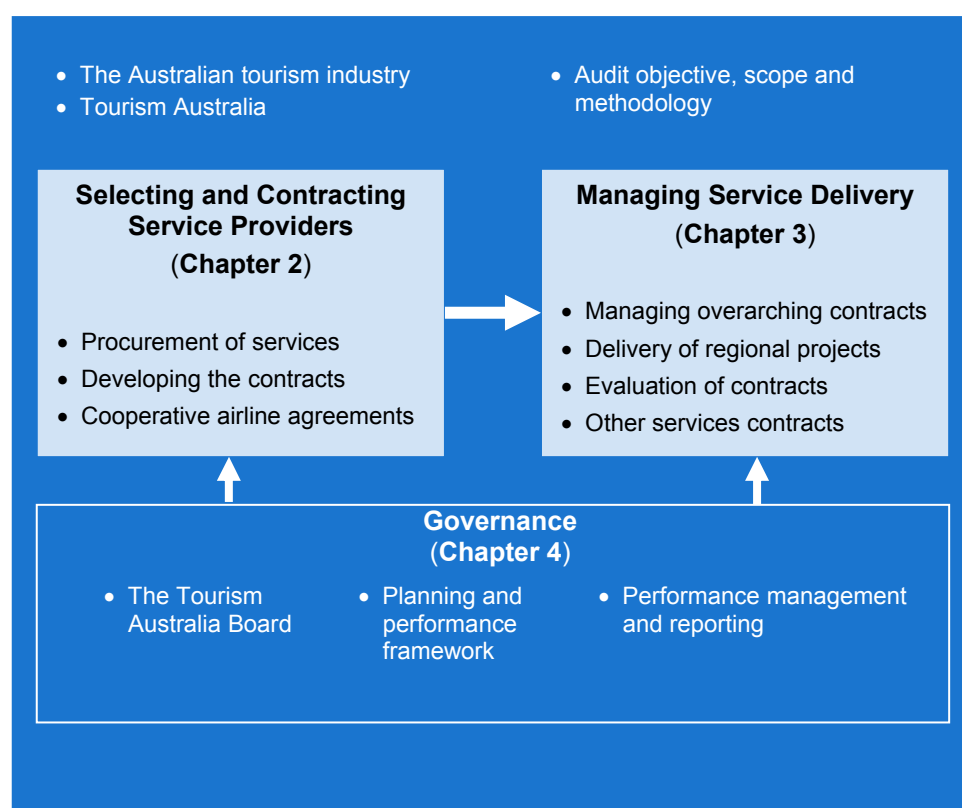 • The Australian tourism industry
• Tourism Australia
• Audit objective, scope and
methodology
Selecting and Contracting
Service Providers
(Chapter 2)
• Procurement of services
• Developing the contracts
• Cooperative airline agreements
Managing Service Delivery
(Chapter 3)
• Managing overarching contracts
• Delivery of regional projects
• Evaluation of contracts
• Other services contracts
Governance
(Chapter 4)
• The Tourism
Australia Board
• Planning and
performance
framework
• Performance management
and reporting